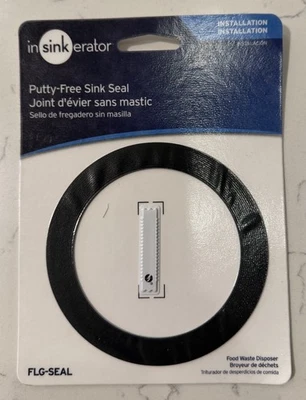 insinkerator
INSTALLATION
INSTALLATION
Putty-Free Sink Seal
Joint d'évier sans mastic
Sello de fregadero sin masilla
FLG-SEAL
Food Waste Disposer
Broyeur de déchets
Triturador de desperdicios de comida